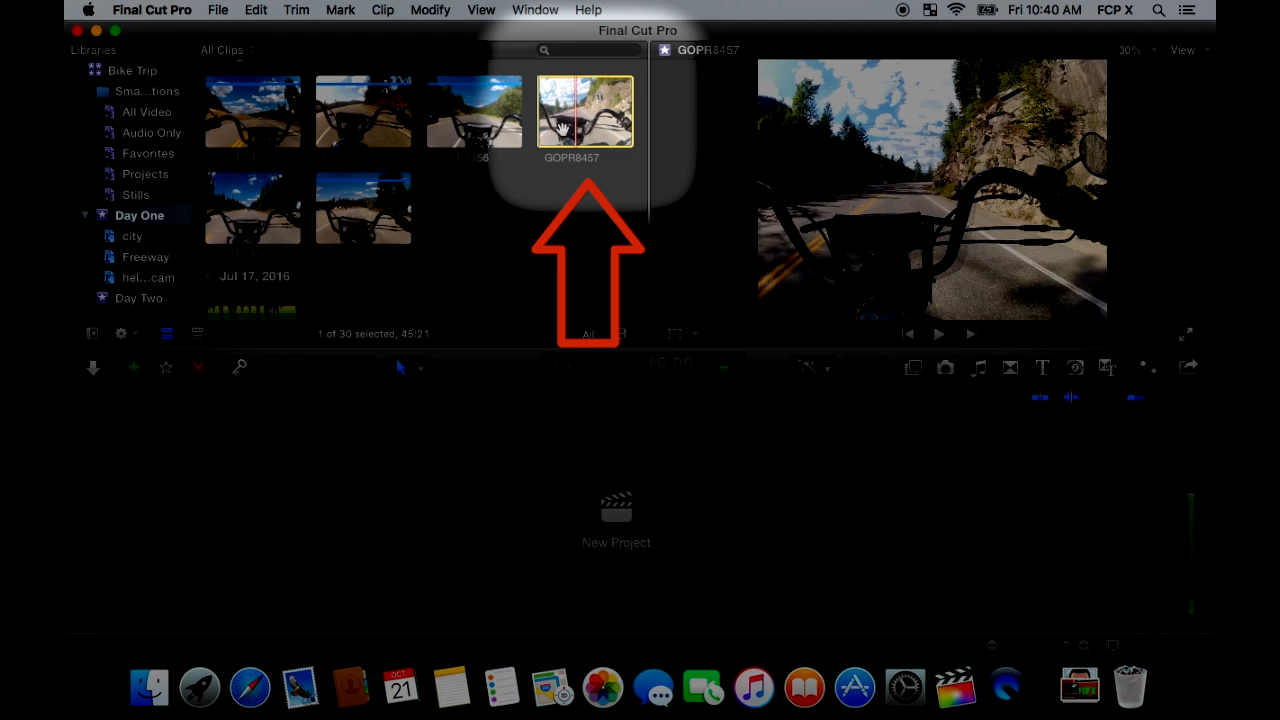 Final Cut Pro File Edit Trim Mark Clip Modify View Window Help Fri 10:40 AM FCP X
Final Cut Pro
Libraries All Clips GOPR8457 30% View
Bike Trip
Sma...tions
All Video
Audio Only
Favorites
GOPR8457
Projects
Stills
Day One
city
Freeway
hel...cam
Jul 17, 2016
Day Two
1 of 30 selected, 45:21 All
New Project
OCT
21
FCP X